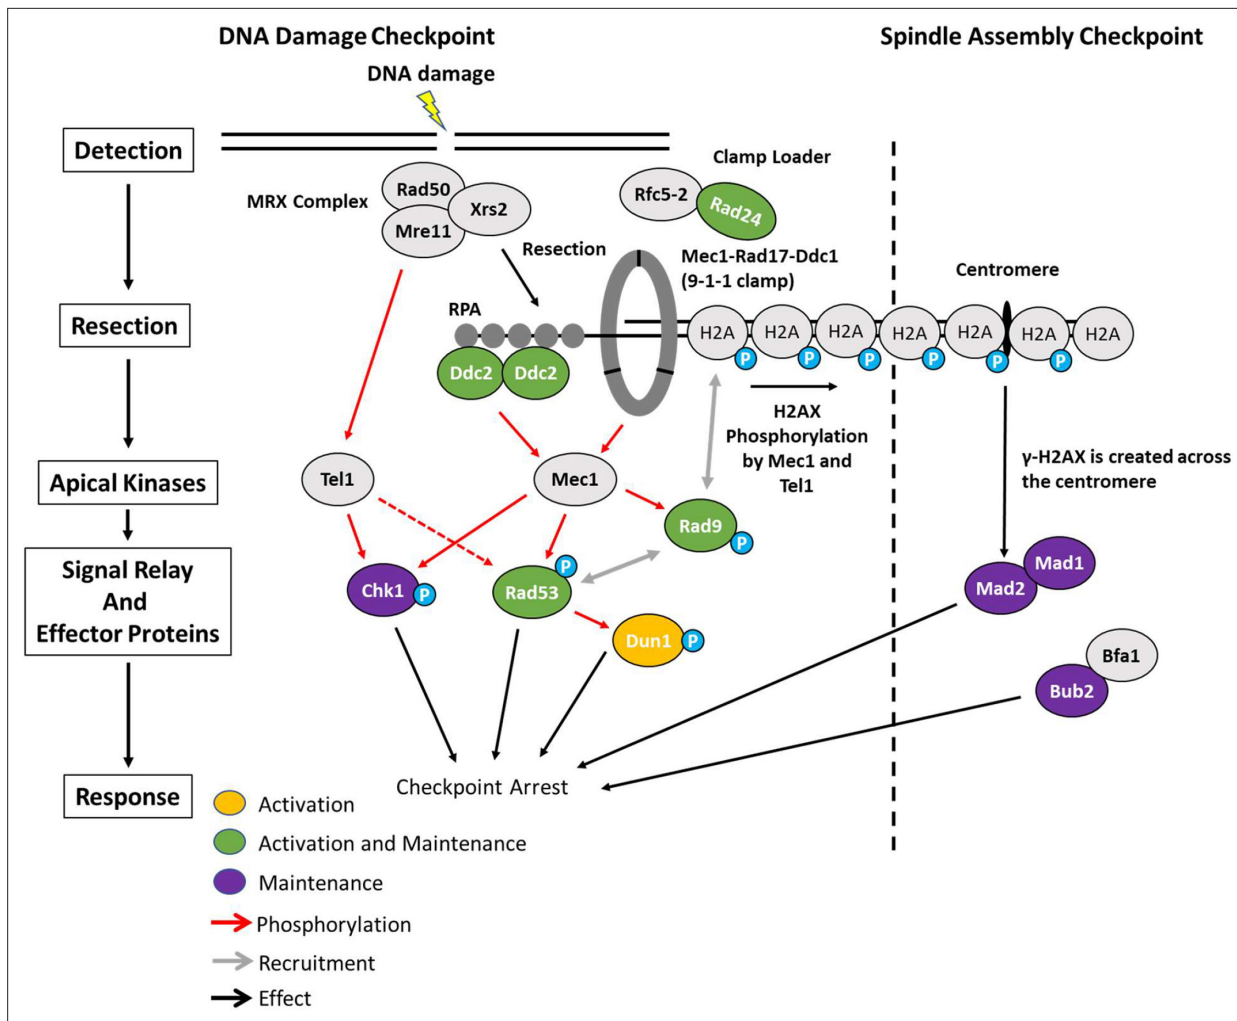 DNA Damage Checkpoint
Spindle Assembly Checkpoint
DNA damage
Detection
Clamp Loader
MRX Complex
Rad50
Xrs2
Mre11
Rfc5-2
Rad24
Resection
Mec1-Rad17-Ddc1
(9-1-1 clamp)
Centromere
Resection
RPA
H2A
H2A
H2A
H2A
H2A
H2A
H2A
P
P
P
P
P
P
Ddc2
Ddc2
H2AX
Phosphorylation
by Mec1 and
Tel1
γ-H2AX is created across
the centromere
Apical Kinases
Tel1
Mec1
Rad9
P
Signal Relay
And
Effector Proteins
Chk1
P
Rad53
P
Dun1
P
Mad1
Mad2
Bfa1
Bub2
Response
Checkpoint Arrest
Activation
Activation and Maintenance
Maintenance
Phosphorylation
Recruitment
Effect